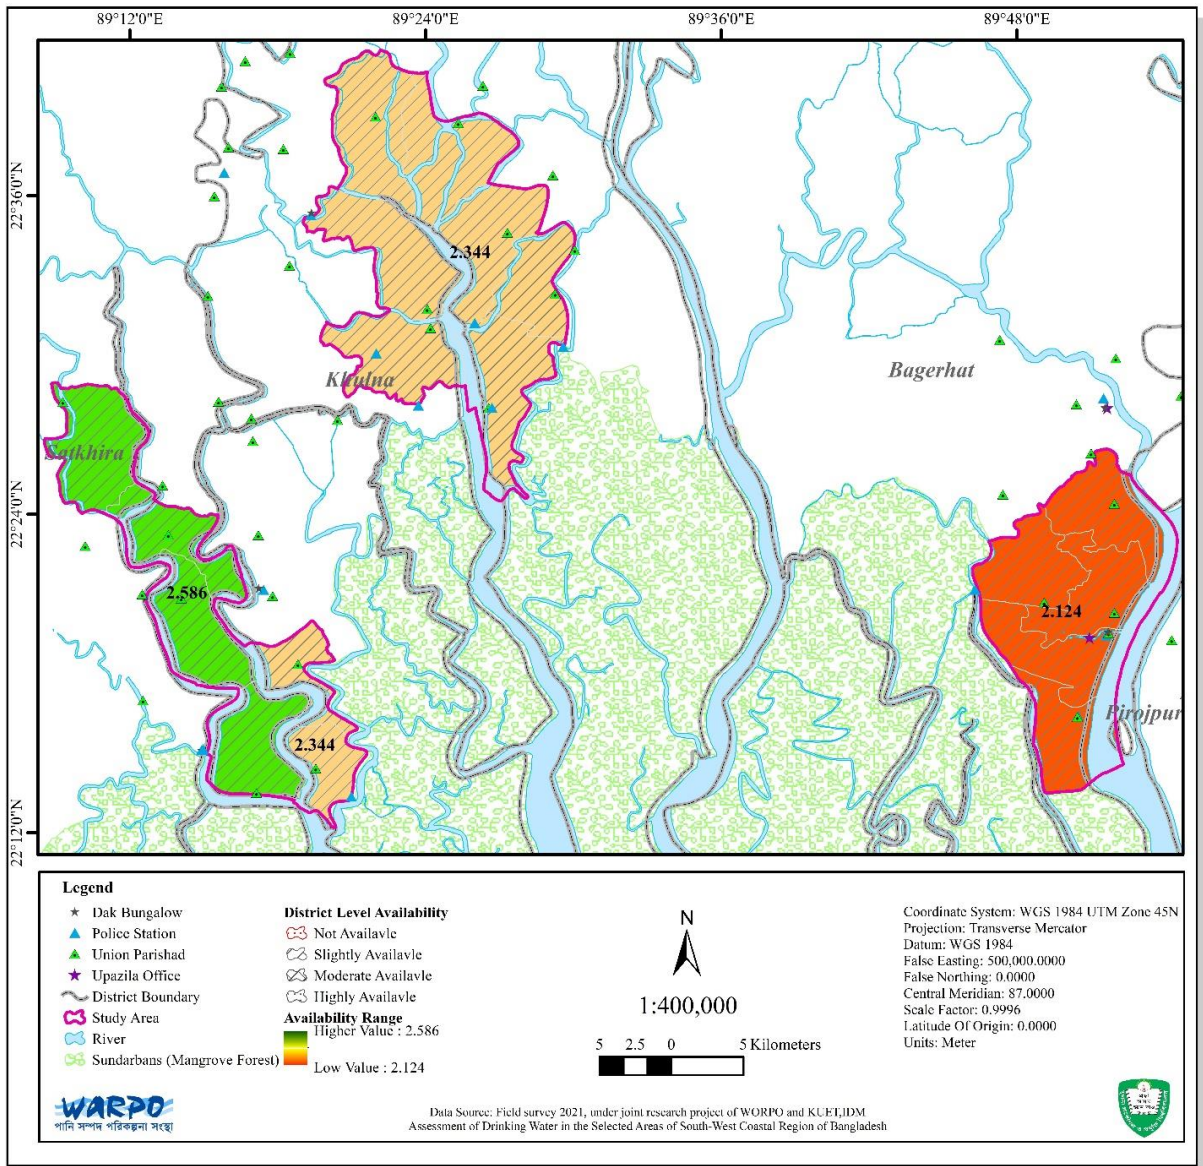 89°12'0"E 89°24'0"E 89°36'0"E 89°48'0"E
22°36'0"N
22°24'0"N
22°12'0"N
2.344
Khulna
Bagerhat
Satkhira
2.586
2.124
Pirojpur
2.344
Legend
Dak Bungalow
Police Station
Union Parishad
Upazila Office
District Boundary
Study Area
River
Sundarbans (Mangrove Forest)
District Level Availability
Not Availavle
Slightly Availavle
Moderate Availavle
Highly Availavle
Availability Range
Higher Value : 2.586
Low Value : 2.124
N
1:400,000
5 2.5 0 5 Kilometers
Coordinate System: WGS 1984 UTM Zone 45N
Projection: Transverse Mercator
Datum: WGS 1984
False Easting: 500,000.0000
False Northing: 0.0000
Central Meridian: 87.0000
Scale Factor: 0.9996
Latitude Of Origin: 0.0000
Units: Meter
WARPO
পানি সম্পদ পরিকল্পনা সংস্থা
Data Source: Field survey 2021, under joint research project of WORPO and KUET,IDM
Assessment of Drinking Water in the Selected Areas of South-West Coastal Region of Bangladesh